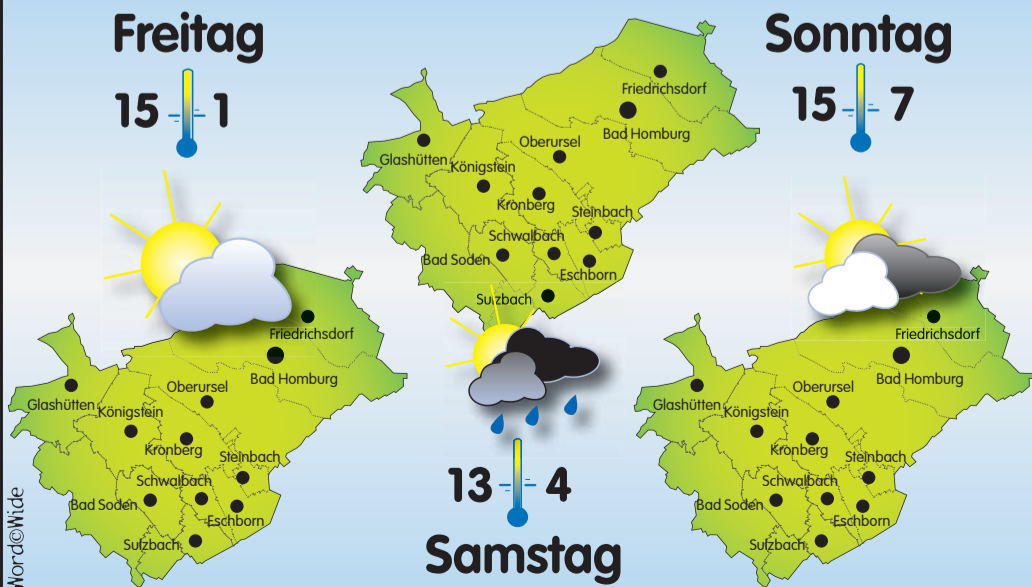 Freitag
15 1
Friedrichsdorf
Bad Homburg
Oberursel
Glashütten
Königstein
Kronberg
Steinbach
Schwalbach
Bad Soden
Eschborn
Sulzbach
Friedrichsdorf
Bad Homburg
Oberursel
Glashütten
Königstein
Kronberg
Steinbach
Schwalbach
Bad Soden
Eschborn
Sulzbach
13 4
Samstag
Sonntag
15 7
Friedrichsdorf
Bad Homburg
Oberursel
Glashütten
Königstein
Kronberg
Steinbach
Schwalbach
Bad Soden
Eschborn
Sulzbach
Word©Wide